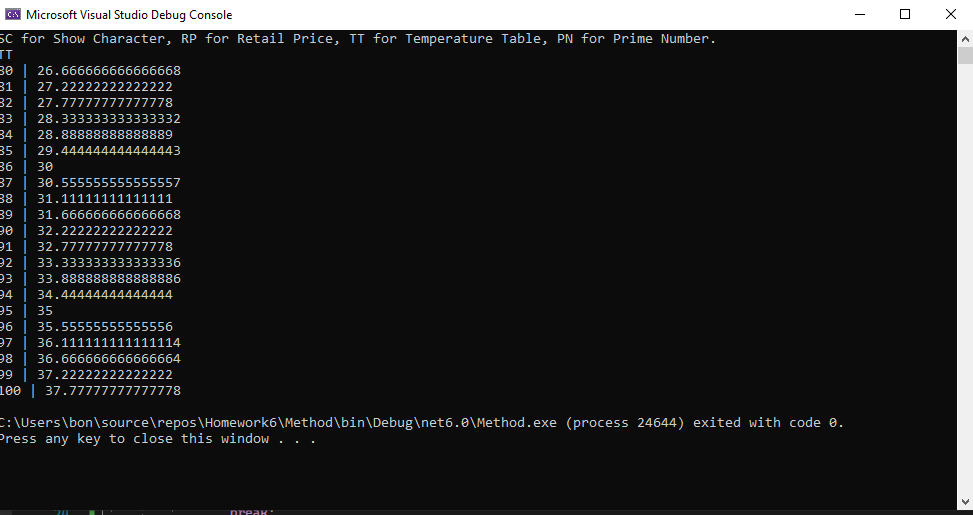 Microsoft Visual Studio Debug Console
SC for Show Character, RP for Retail Price, TT for Temperature Table, PN for Prime Number.
TT
80 | 26.666666666666668
81 | 27.22222222222222
82 | 27.77777777777778
83 | 28.333333333333332
84 | 28.88888888888889
85 | 29.444444444444443
86 | 30
87 | 30.555555555555557
88 | 31.11111111111111
89 | 31.666666666666668
90 | 32.22222222222222
91 | 32.77777777777778
92 | 33.333333333333336
93 | 33.888888888888886
94 | 34.44444444444444
95 | 35
96 | 35.55555555555556
97 | 36.111111111111114
98 | 36.666666666666664
99 | 37.22222222222222
100 | 37.77777777777778
C:\Users\bon\source\repos\Homework6\Method\bin\Debug\net6.0\Method.exe (process 24644) exited with code 0.
Press any key to close this window . . .